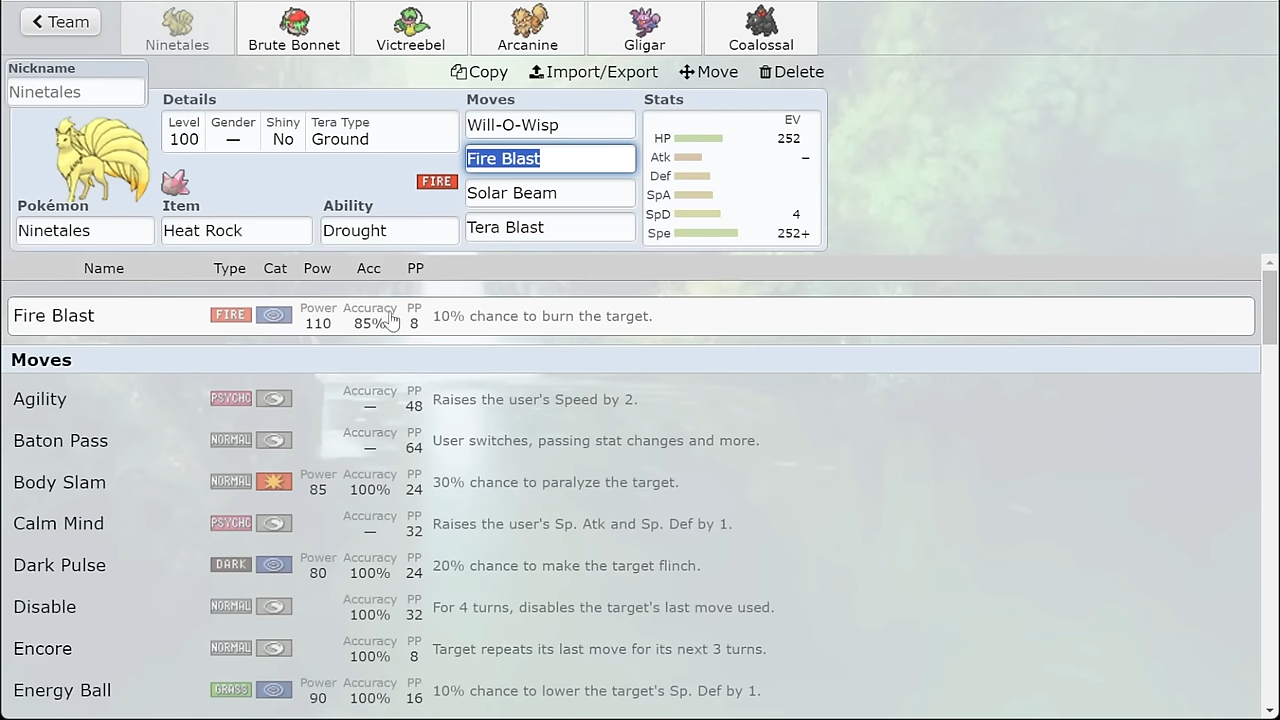 Team
Ninetales
Brute Bonnet
Victreebel
Arcanine
Gligar
Coalossal
Nickname
Ninetales
Copy
Import/Export
Move
Delete
Details
Moves
Stats
Level
Gender
Shiny
Tera Type
100
—
No
Ground
FIRE
Pokémon
Item
Ability
Ninetales
Heat Rock
Drought
Will-O-Wisp
Fire Blast
Solar Beam
Tera Blast
EV
HP 252
Atk –
Def
SpA
SpD 4
Spe 252+
Name Type Cat Pow Acc PP
Fire Blast FIRE Power 110 Accuracy 85% PP 8 10% chance to burn the target.
Moves
Agility PSYCHC Accuracy — PP 48 Raises the user's Speed by 2.
Baton Pass NORMAL Accuracy — PP 64 User switches, passing stat changes and more.
Body Slam NORMAL Power 85 Accuracy 100% PP 24 30% chance to paralyze the target.
Calm Mind PSYCHC Accuracy — PP 32 Raises the user's Sp. Atk and Sp. Def by 1.
Dark Pulse DARK Power 80 Accuracy 100% PP 24 20% chance to make the target flinch.
Disable NORMAL Accuracy 100% PP 32 For 4 turns, disables the target's last move used.
Encore NORMAL Accuracy 100% PP 8 Target repeats its last move for its next 3 turns.
Energy Ball GRASS Power 90 Accuracy 100% PP 16 10% chance to lower the target's Sp. Def by 1.